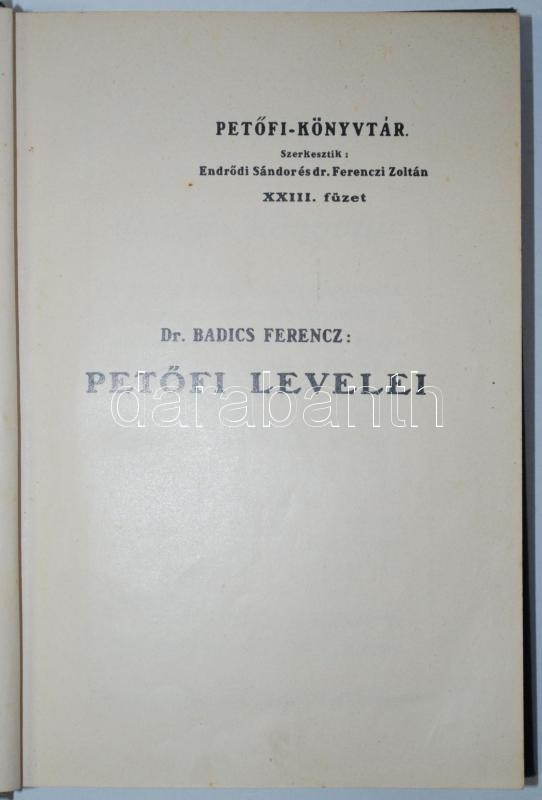 PETŐFI-KÖNYVTÁR.
Szerkesztik :
Endrődi Sándor és dr. Ferenczi Zoltán
XXIII. füzet
Dr. BADICS FERENCZ :
PETŐFI LEVELEI
darabanth